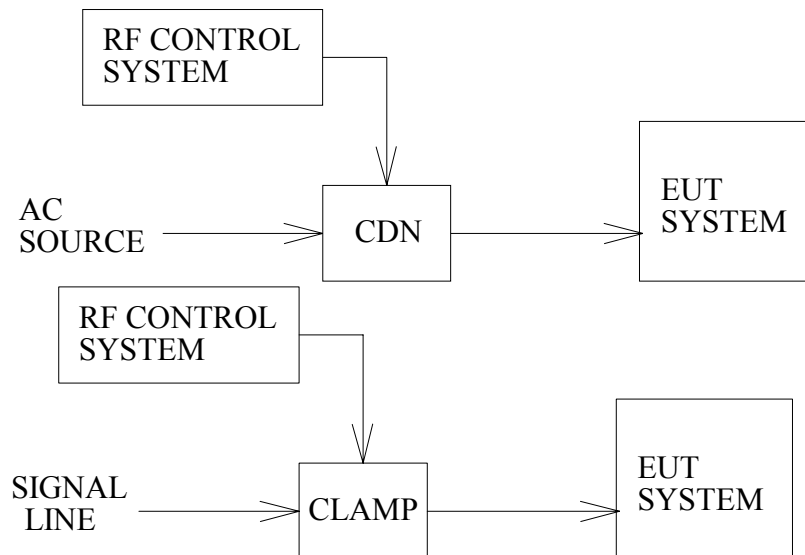 RF CONTROL
SYSTEM
EUT
SYSTEM
AC
SOURCE
CDN
RF CONTROL
SYSTEM
EUT
SYSTEM
SIGNAL
LINE
CLAMP